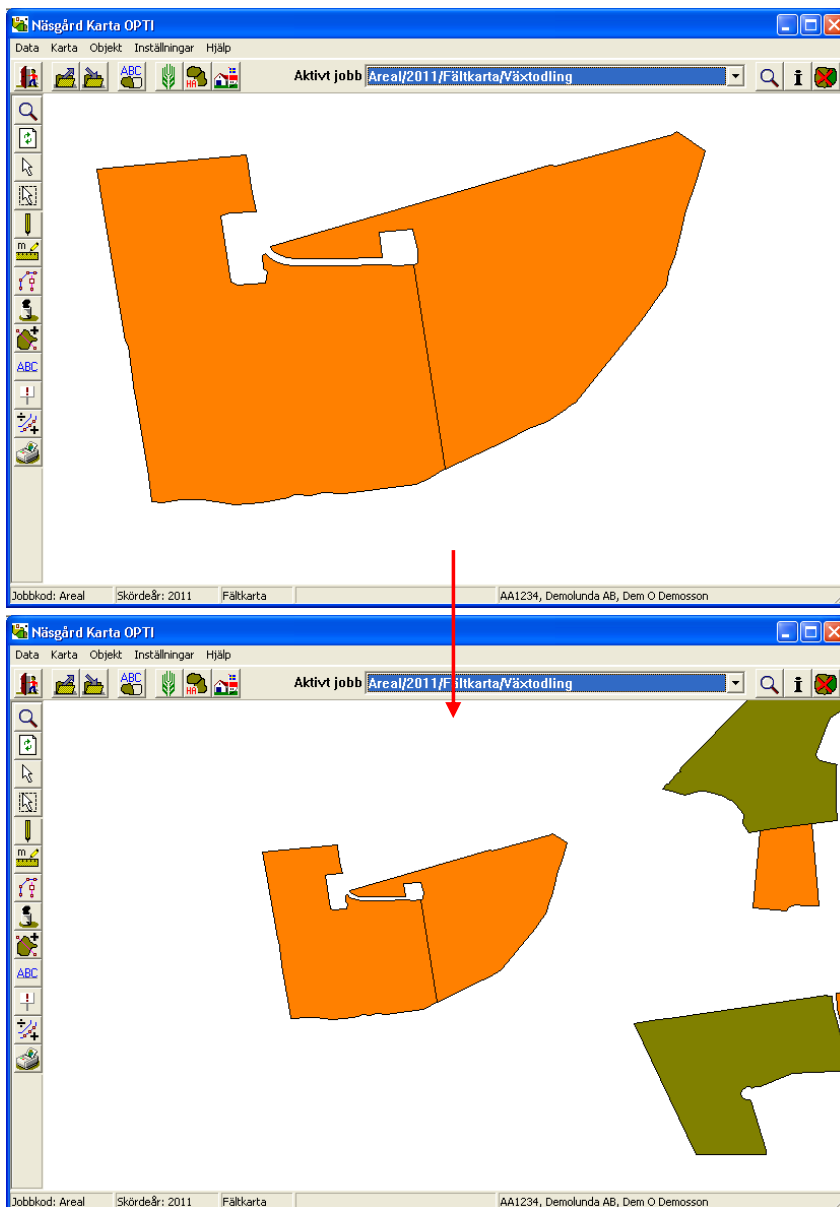 Näsgård Karta OPTI
Data Karta Objekt Inställningar Hjälp
ABC HA Aktivt jobb Areal/2011/Fältkarta/Växtodling i
m
ABC
Jobbkod: Areal Skördeår: 2011 Fältkarta AA1234, Demolunda AB, Dem O Demosson
Näsgård Karta OPTI
Data Karta Objekt Inställningar Hjälp
ABC HA Aktivt jobb Areal/2011/Fältkarta/Växtodling i
m
ABC
Jobbkod: Areal Skördeår: 2011 Fältkarta AA1234, Demolunda AB, Dem O Demosson